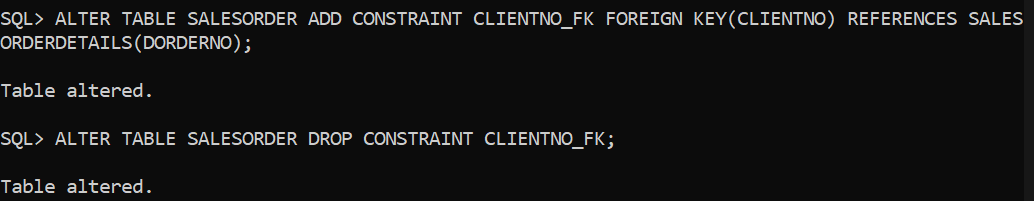 SQL> ALTER TABLE SALESORDER ADD CONSTRAINT CLIENTNO_FK FOREIGN KEY(CLIENTNO) REFERENCES SALES
ORDERDETAILS(DORDERNO);
Table altered.
SQL> ALTER TABLE SALESORDER DROP CONSTRAINT CLIENTNO_FK;
Table altered.